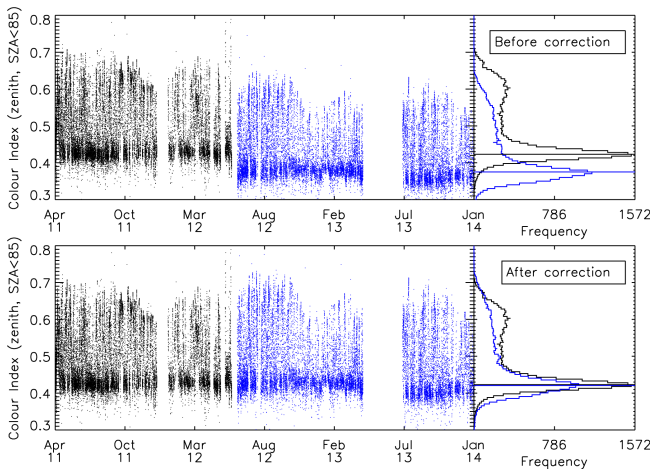 Colour Index (zenith, SZA<85)
0.8
0.7
0.6
0.5
0.4
0.3
Before correction
Apr Oct Mar Aug Feb Jul Jan 786 1572
11 11 12 12 13 13 14 Frequency
Colour Index (zenith, SZA<85)
0.8
0.7
0.6
0.5
0.4
0.3
After correction
Apr Oct Mar Aug Feb Jul Jan 786 1572
11 11 12 12 13 13 14 Frequency